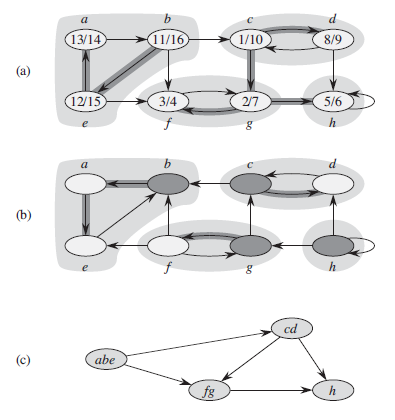 a b c d
(a) 13/14 11/16 1/10 8/9
12/15 3/4 2/7 5/6
e f g h
a b c d
(b)
e f g h
cd
(c) abe
fg h